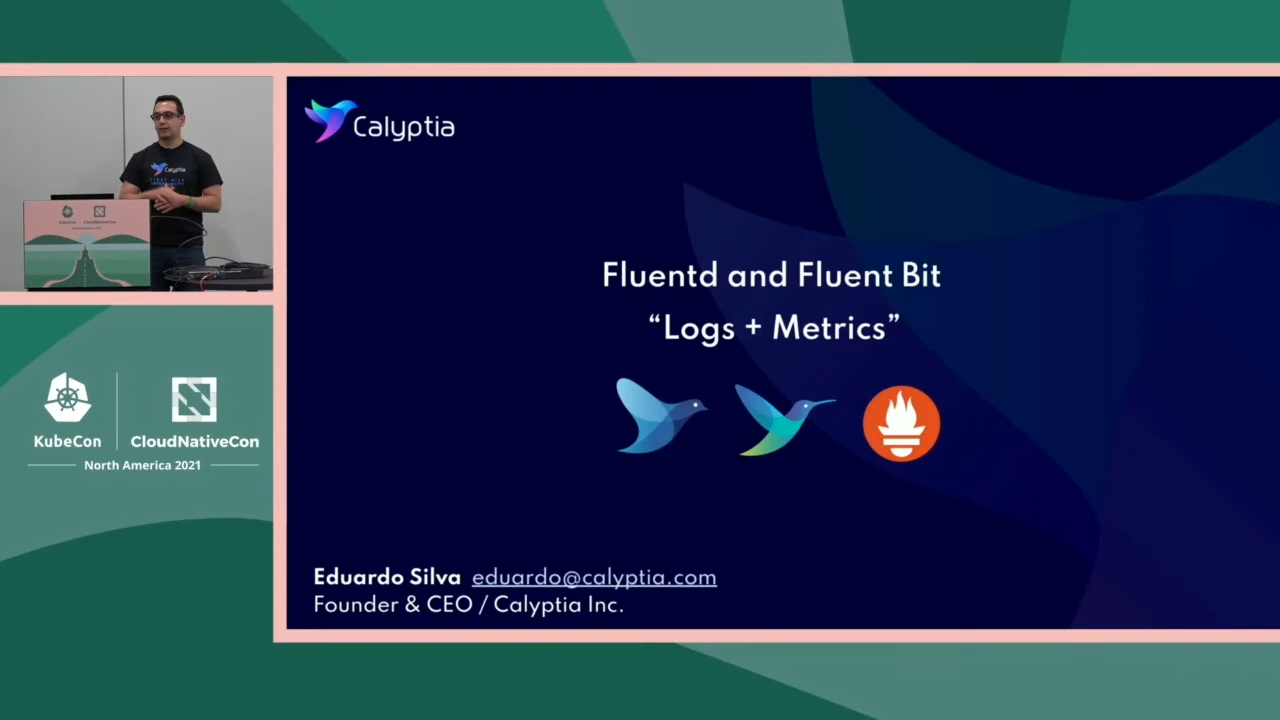 Calyptia
Fluentd and Fluent Bit
“Logs + Metrics”
Eduardo Silva eduardo@calyptia.com
Founder & CEO / Calyptia Inc.
Calyptia
KubeCon CloudNativeCon
North America 2021